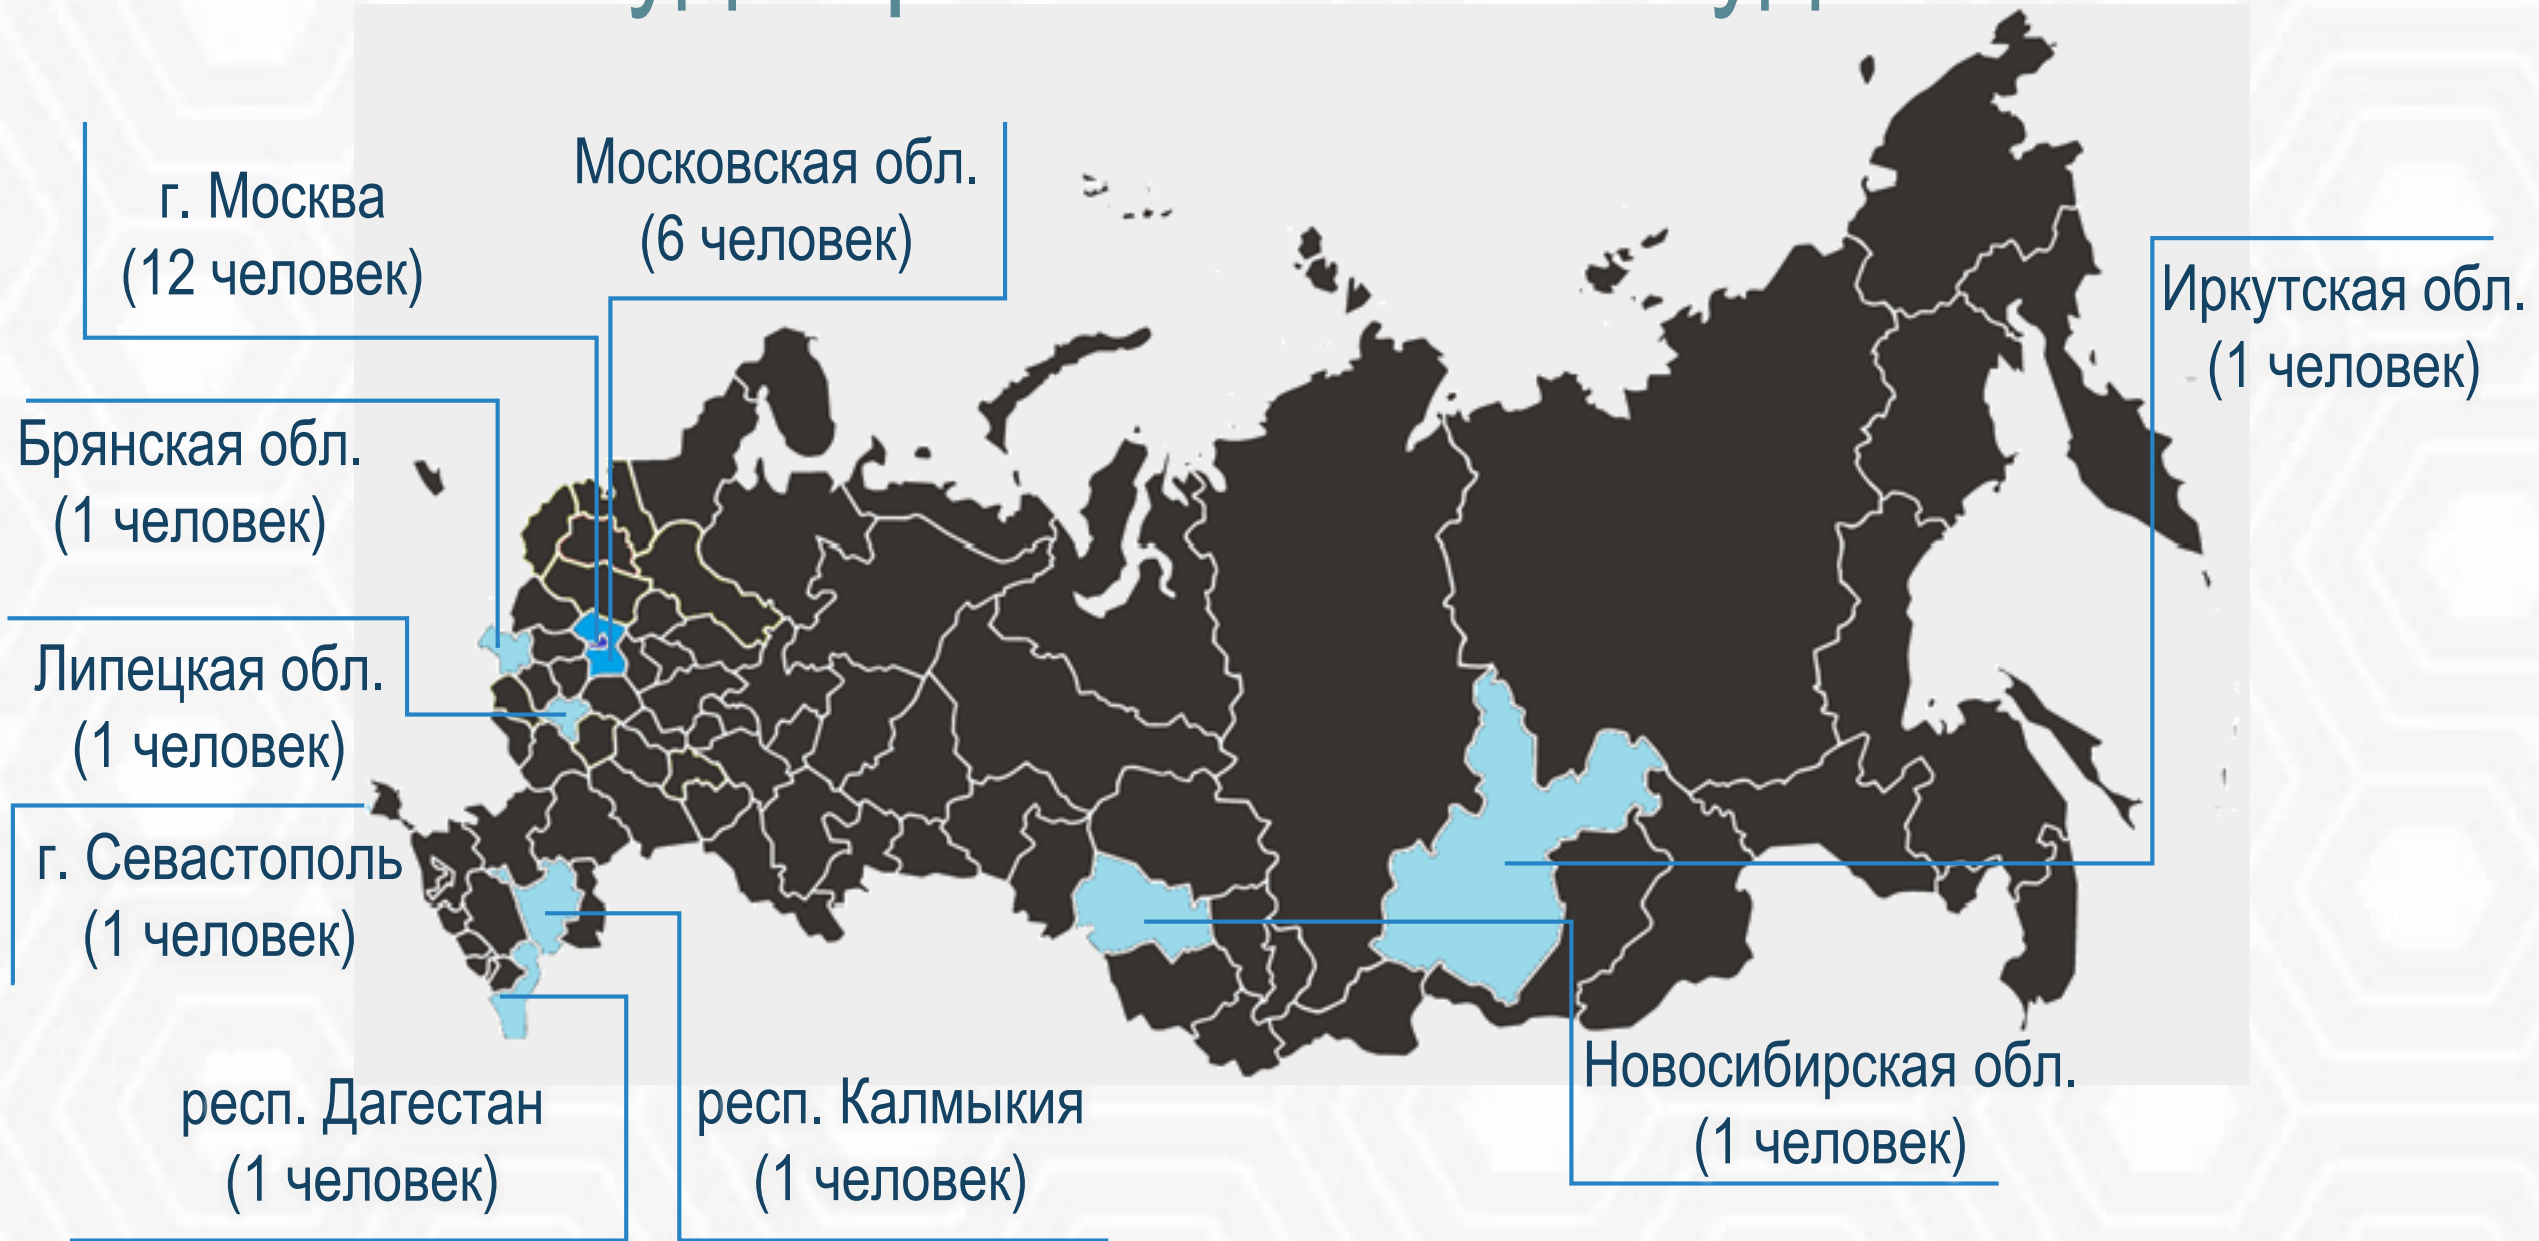 г. Москва
(12 человек)
Московская обл.
(6 человек)
Иркутская обл.
(1 человек)
Брянская обл.
(1 человек)
Липецкая обл.
(1 человек)
г. Севастополь
(1 человек)
респ. Дагестан
(1 человек)
респ. Калмыкия
(1 человек)
Новосибирская обл.
(1 человек)